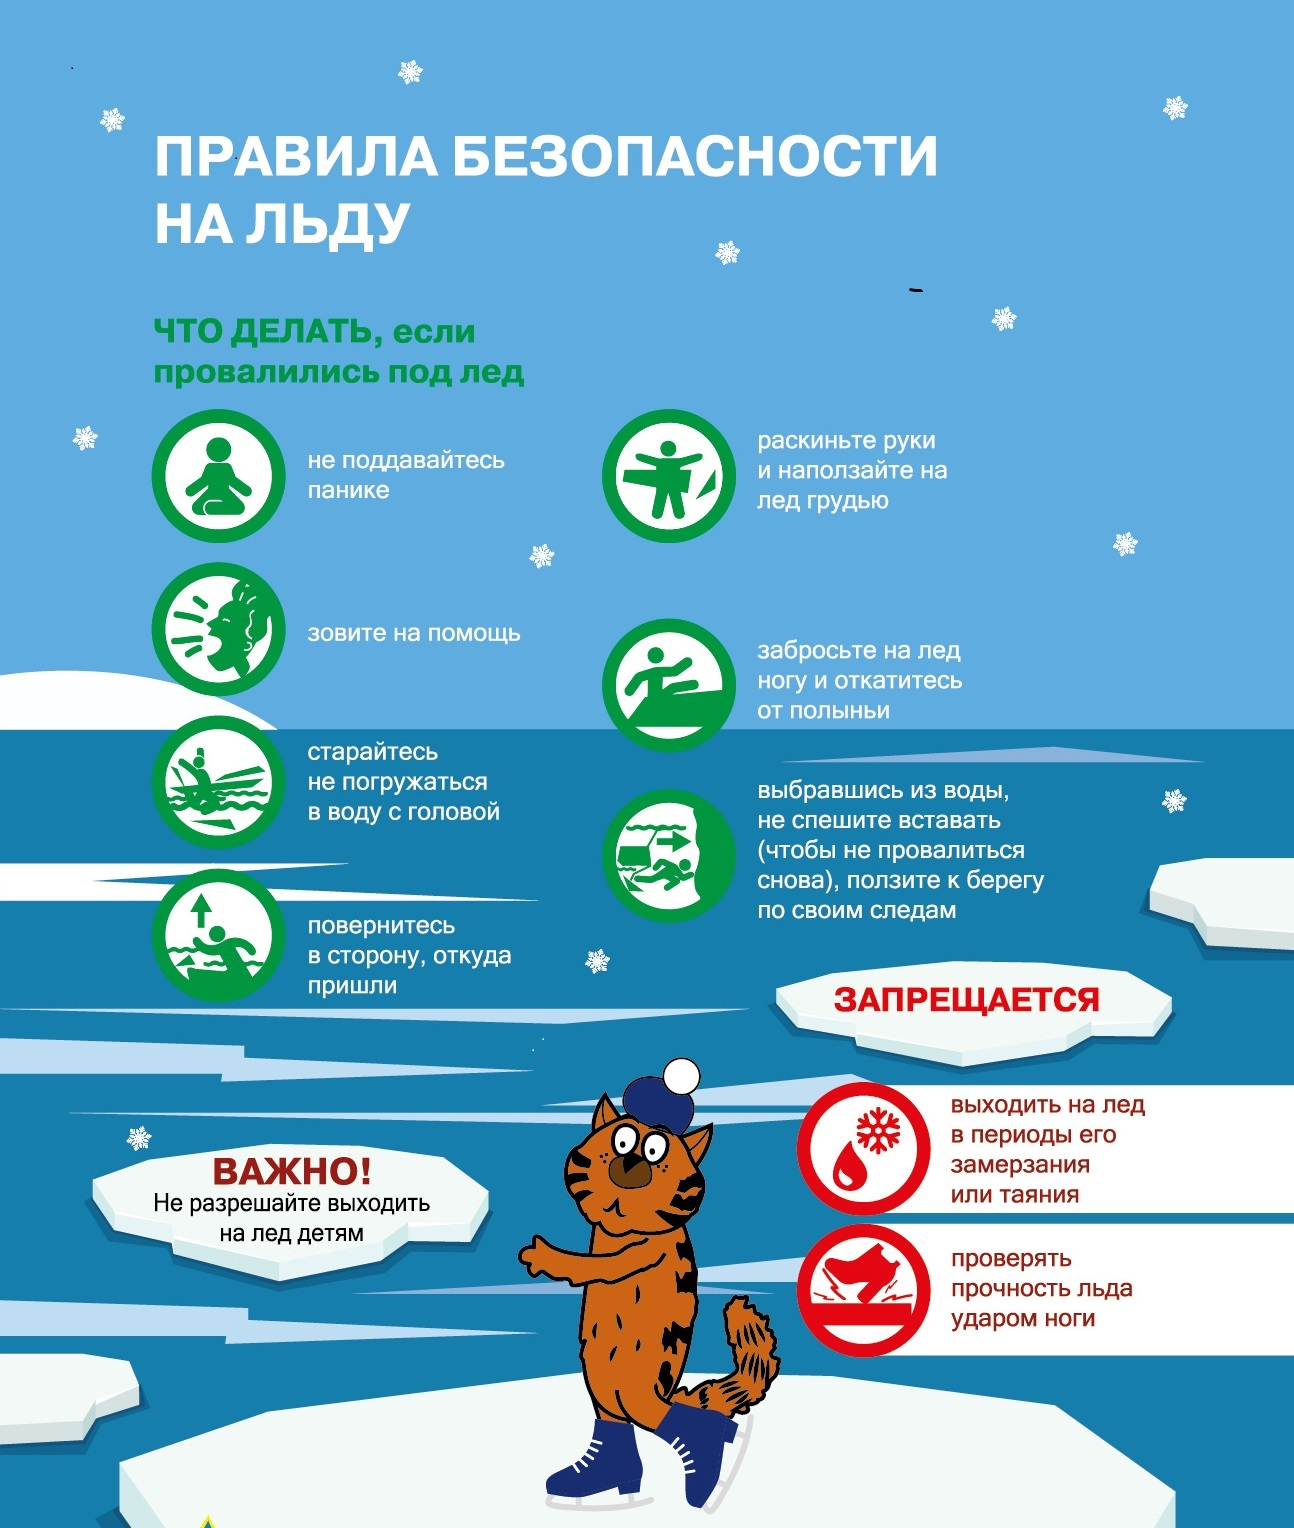 ПРАВИЛА БЕЗОПАСНОСТИ
НА ЛЬДУ
ЧТО ДЕЛАТЬ, если
провалились под лед
не поддавайтесь
панике
зовите на помощь
старайтесь
не погружаться
в воду с головой
повернитесь
в сторону, откуда
пришли
раскиньте руки
и наползайте на
лед грудью
забросьте на лед
ногу и откатитесь
от полыньи
выбравшись из воды,
не спешите вставать
(чтобы не провалиться
снова), ползите к берегу
по своим следам
ЗАПРЕЩАЕТСЯ
выходить на лед
в периоды его
замерзания
или таяния
проверять
прочность льда
ударом ноги
ВАЖНО!
Не разрешайте выходить
на лед детям